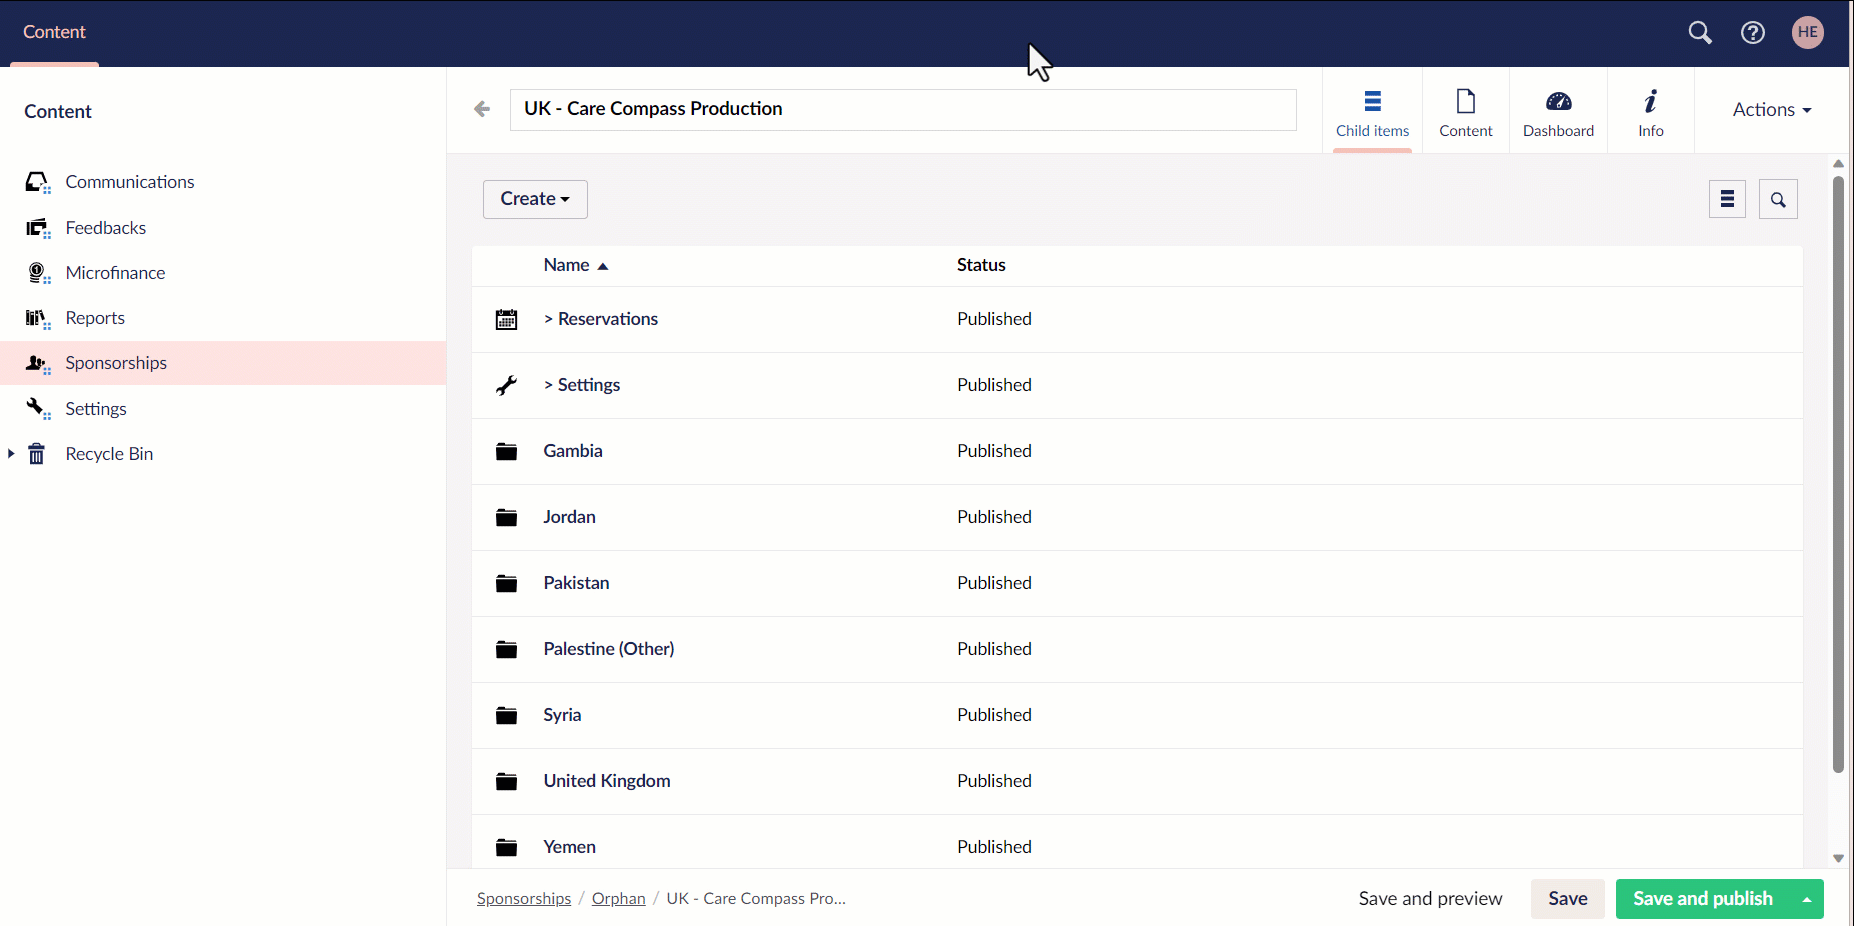 Content
HE
Content
Communications
Feedbacks
Microfinance
Reports
Sponsorships
Settings
Recycle Bin
UK - Care Compass Production
Child items
Content
Dashboard
Info
Actions
Create
Name Status
> Reservations Published
> Settings Published
Gambia Published
Jordan Published
Pakistan Published
Palestine (Other) Published
Syria Published
United Kingdom Published
Yemen Published
Sponsorships / Orphan / UK - Care Compass Pro...
Save and preview
Save
Save and publish